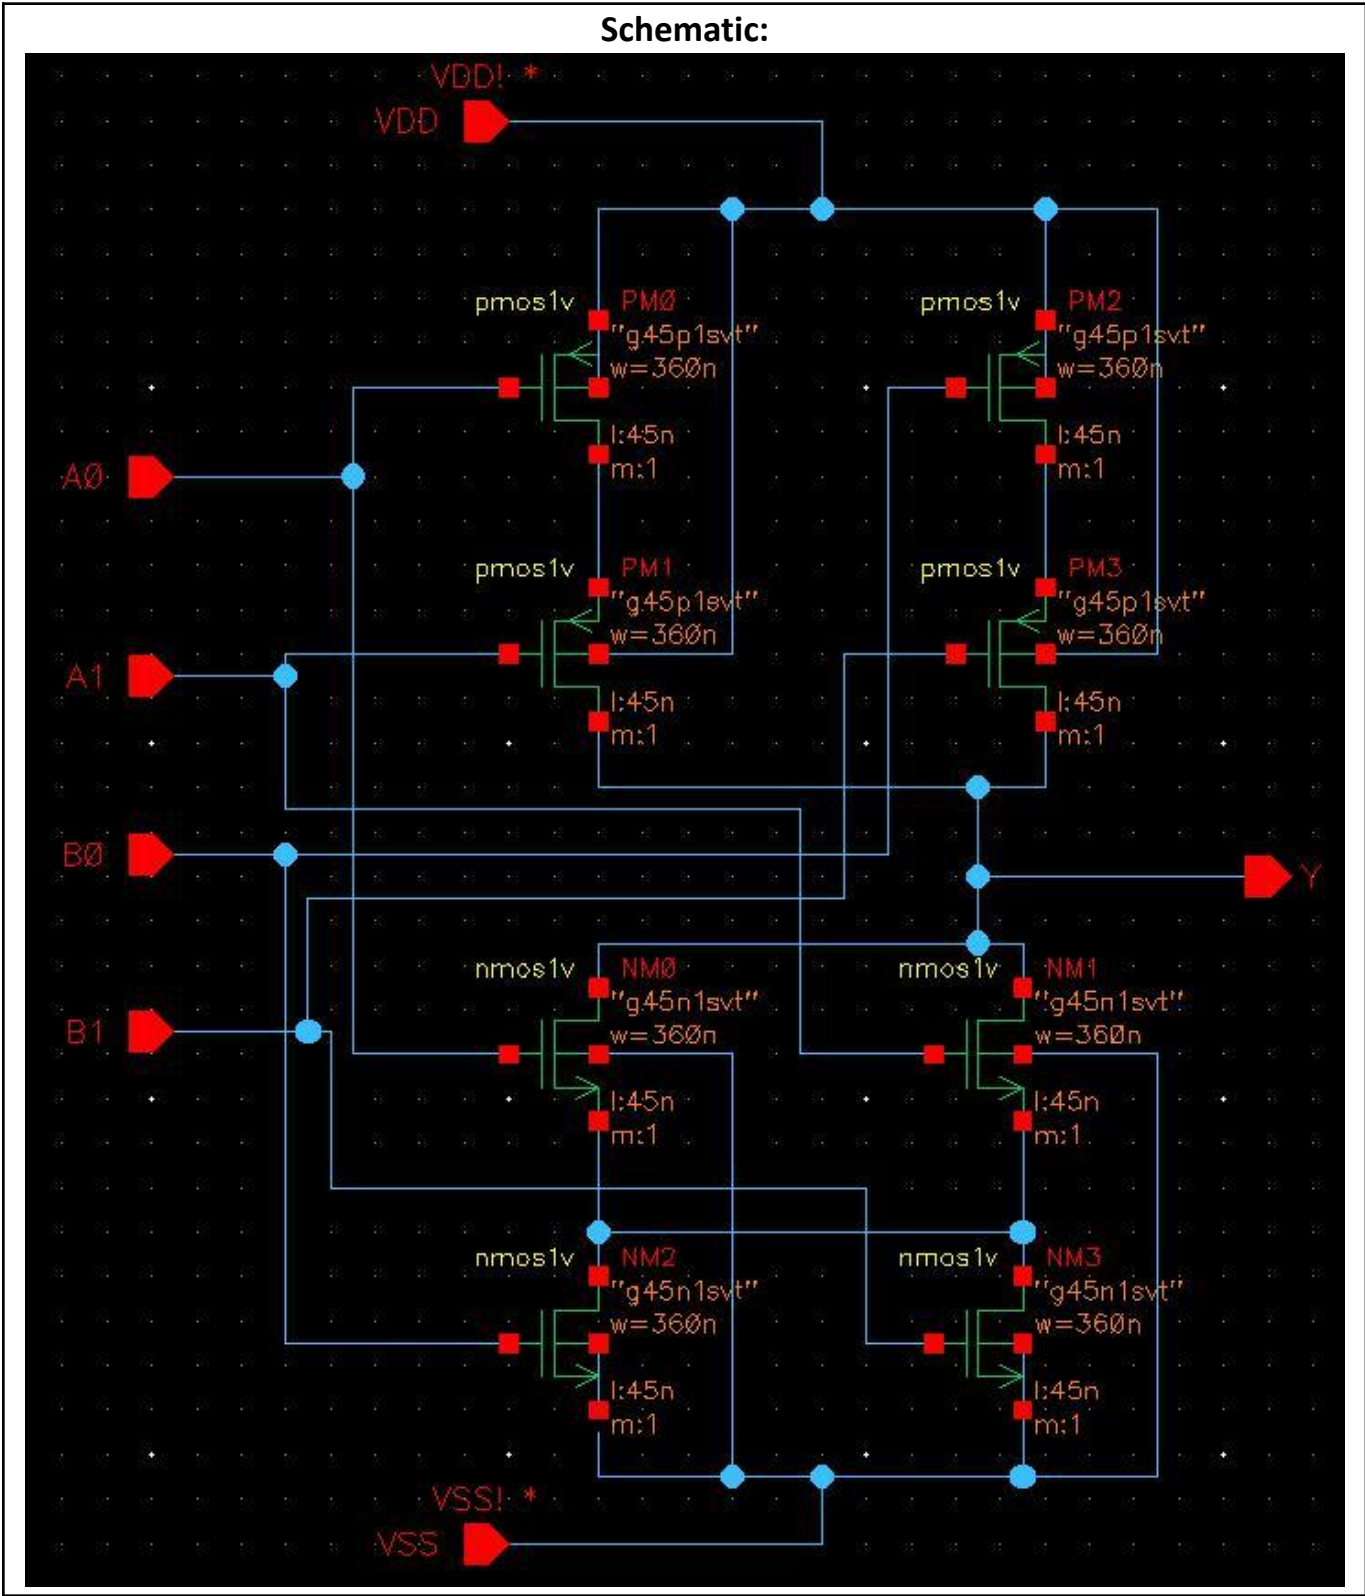 Schematic:
VDD! *
VDD
pmos1v PM0
"g45p1svt"
w=360n
l:45n
m:1
pmos1v PM2
"g45p1svt"
w=360n
l:45n
m:1
A0
pmos1v PM1
"g45p1svt"
w=360n
l:45n
m:1
pmos1v PM3
"g45p1svt"
w=360n
l:45n
m:1
A1
B0
Y
nmos1v NM0
"g45n1svt"
w=360n
l:45n
m:1
nmos1v NM1
"g45n1svt"
w=360n
l:45n
m:1
B1
nmos1v NM2
"g45n1svt"
w=360n
l:45n
m:1
nmos1v NM3
"g45n1svt"
w=360n
l:45n
m:1
VSS! *
VSS